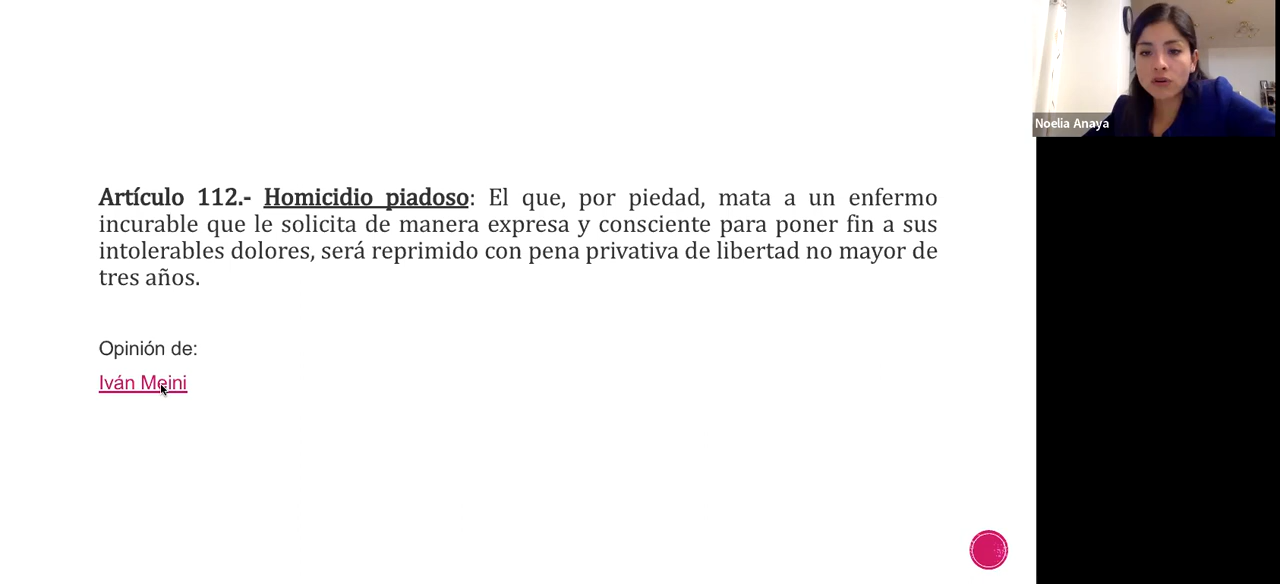 Artículo 112.- Homicidio piadoso: El que, por piedad, mata a un enfermo
incurable que le solicita de manera expresa y consciente para poner fin a sus
intolerables dolores, será reprimido con pena privativa de libertad no mayor de
tres años.
Opinión de:
Iván Meini
Noelia Anaya